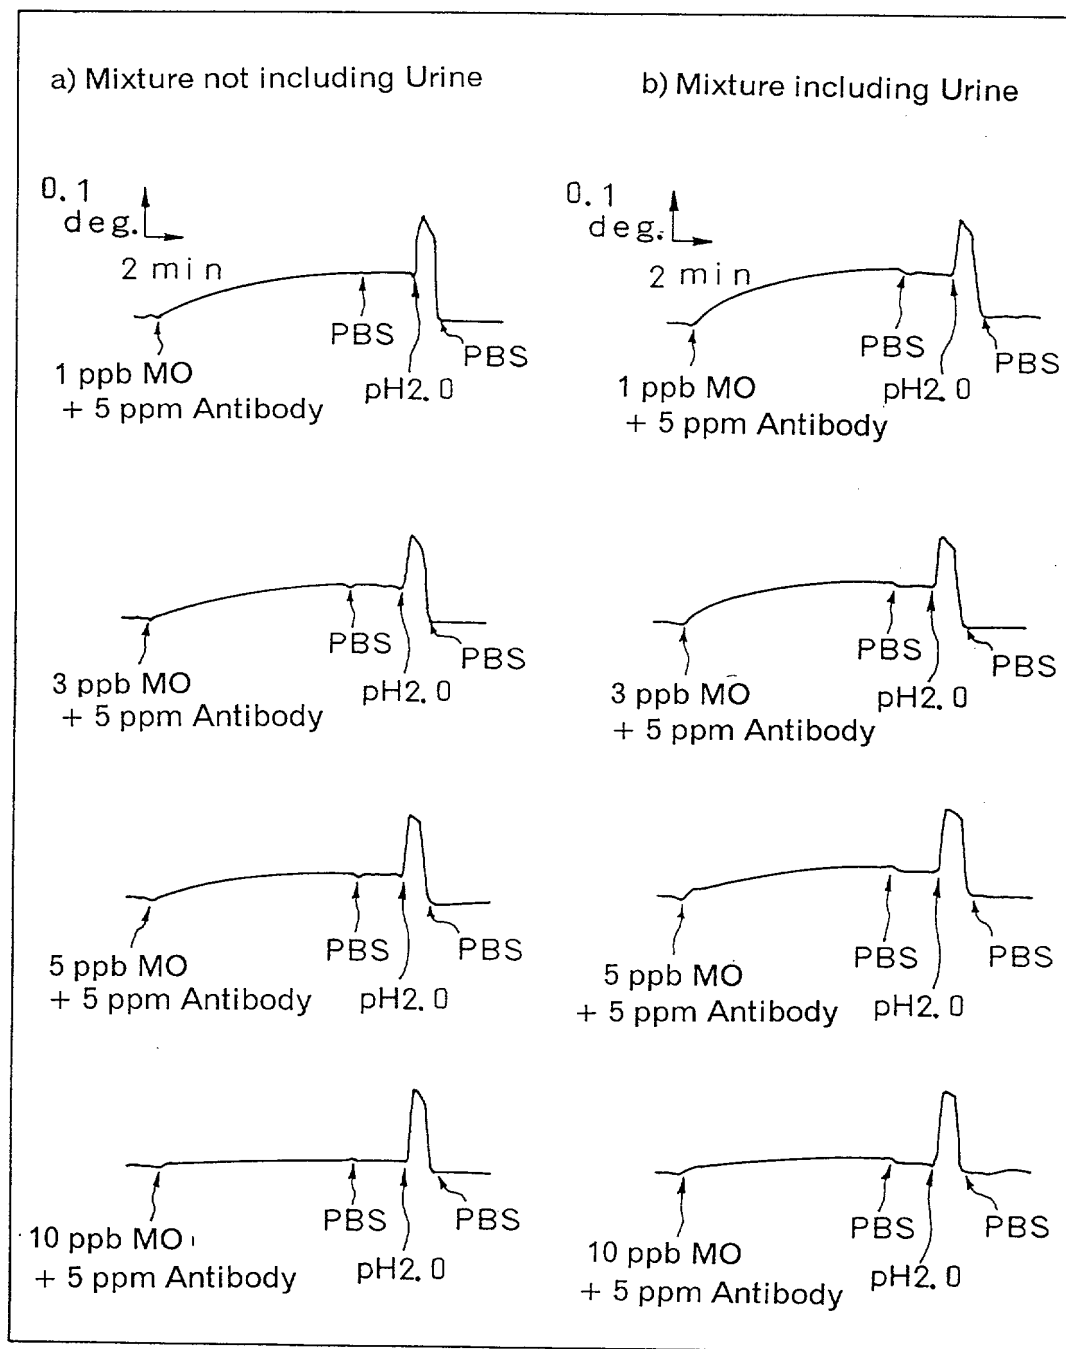 a) Mixture not including Urine
0.1
deg.
2 min
PBS
PBS
1 ppb MO
+ 5 ppm Antibody
pH2.0
PBS
PBS
3 ppb MO
+ 5 ppm Antibody
pH2.0
PBS
PBS
5 ppb MO
+ 5 ppm Antibody
pH2.0
PBS
PBS
10 ppb MO
+ 5 ppm Antibody
pH2.0
b) Mixture including Urine
0.1
deg.
2 min
PBS
PBS
1 ppb MO
+ 5 ppm Antibody
pH2.0
PBS
PBS
3 ppb MO
+ 5 ppm Antibody
pH2.0
PBS
PBS
5 ppb MO
+ 5 ppm Antibody
pH2.0
PBS
PBS
10 ppb MO
+ 5 ppm Antibody
pH2.0